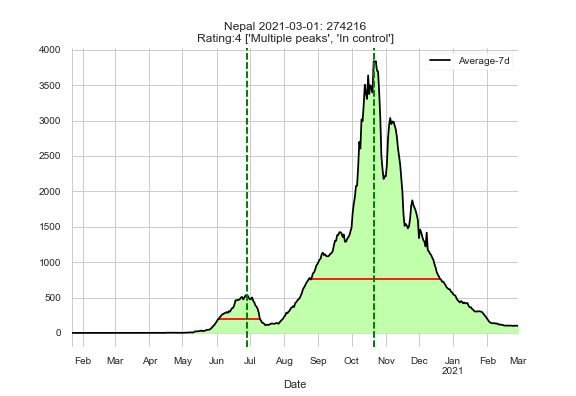 Nepal 2021-03-01: 274216
Rating:4 ['Multiple peaks', 'In control']
4000
3500
3000
2500
2000
1500
1000
500
0
Average-7d
Feb Mar Apr May Jun Jul Aug Sep Oct Nov Dec Jan Feb Mar
2021
Date